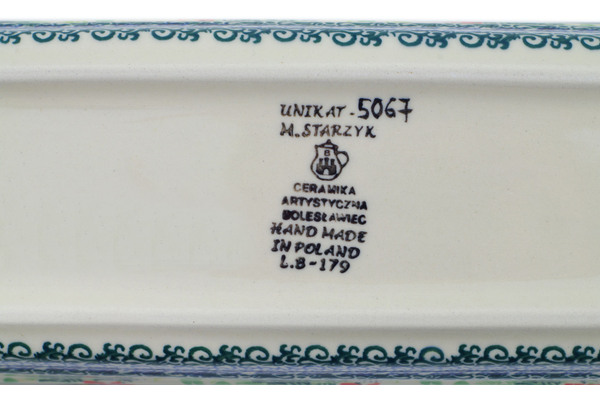 UNIKAT - 5067
M. STARZYK
B
CERAMIKA
ARTYSTYCZNA
BOLESŁAWIEC
HAND MADE
IN POLAND
L.B-179